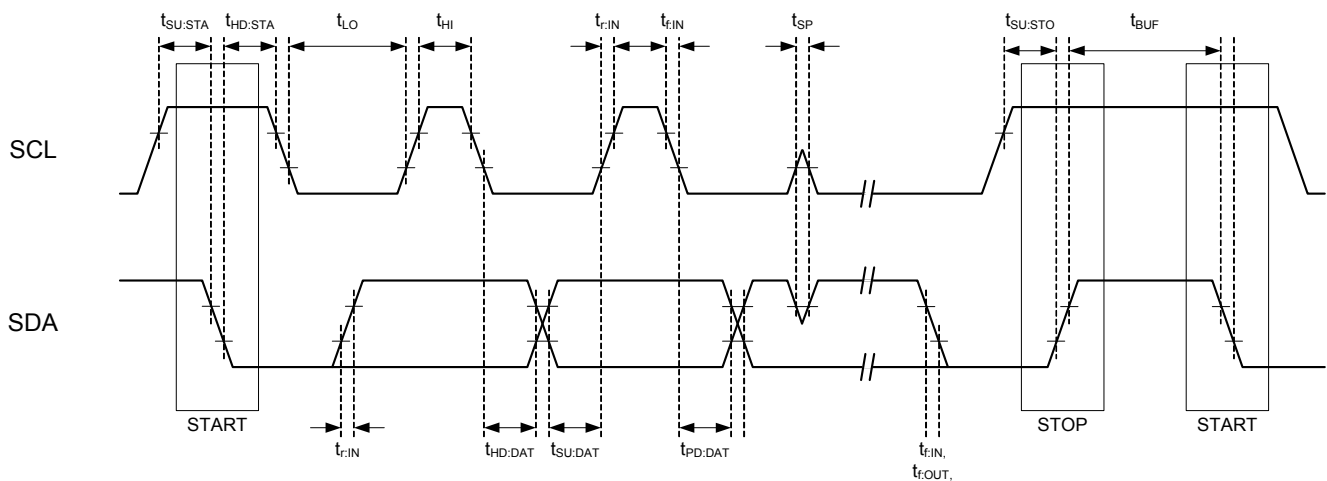 tSU:STA tHD:STA tLO tHI tr:IN tf:IN tSP tSU:STO tBUF
SCL
SDA
START STOP START
tr:IN tHD:DAT tSU:DAT tPD:DAT tf:IN,
tf:OUT,